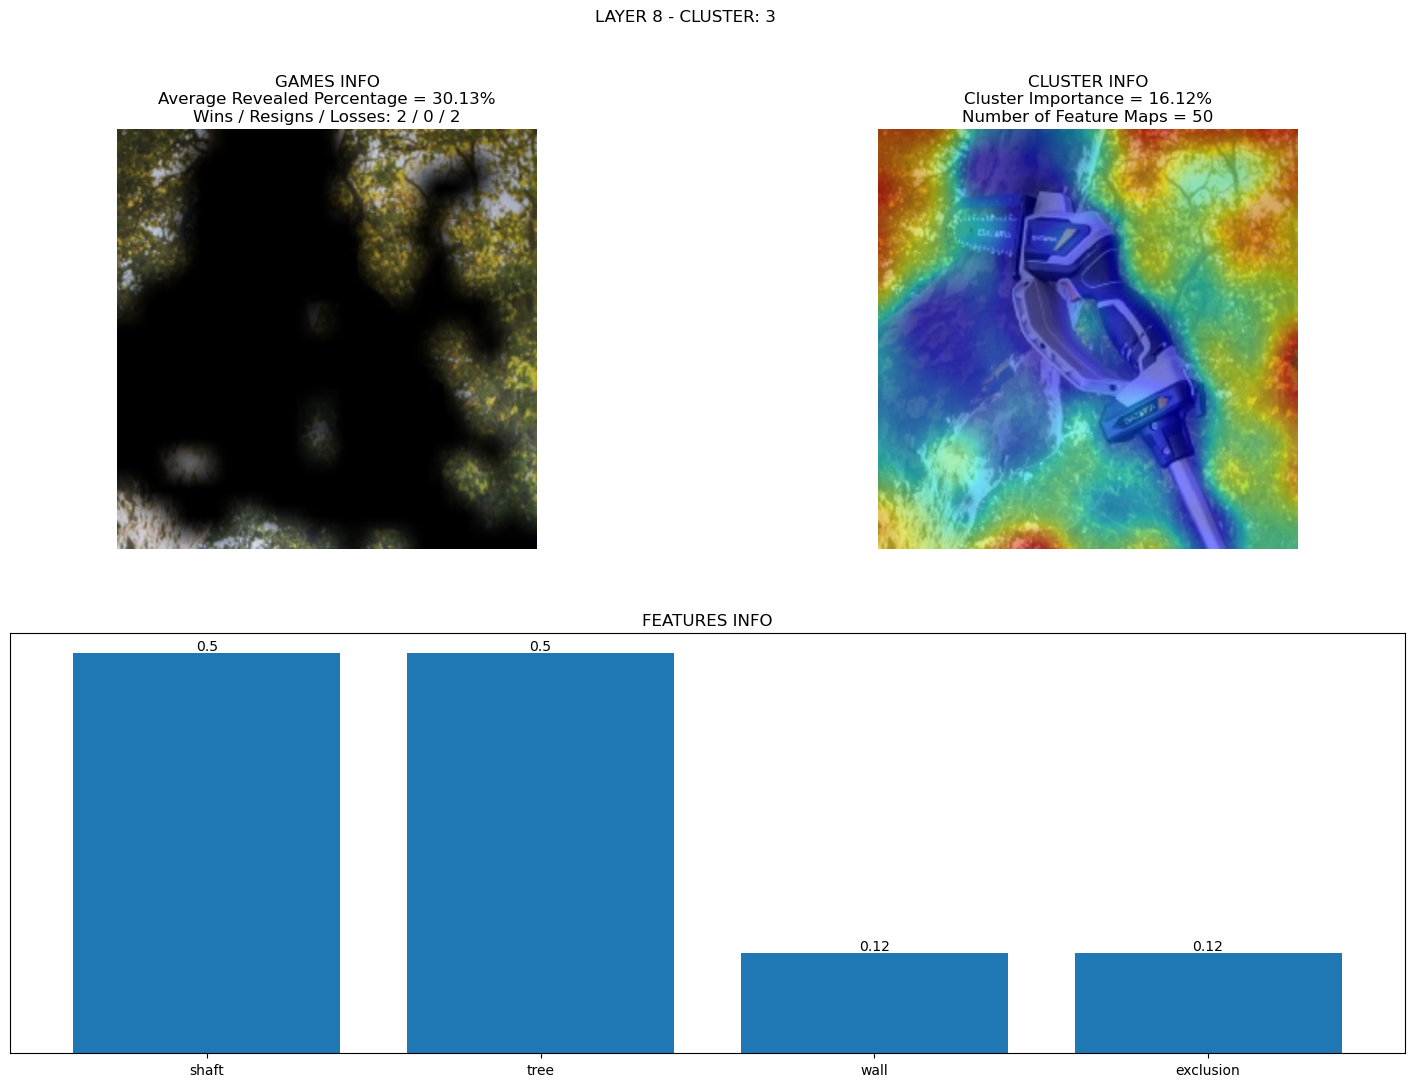 LAYER 8 - CLUSTER: 3
GAMES INFO
Average Revealed Percentage = 30.13%
Wins / Resigns / Losses: 2 / 0 / 2
CLUSTER INFO
Cluster Importance = 16.12%
Number of Feature Maps = 50
FEATURES INFO
0.5
0.5
0.12
0.12
shaft
tree
wall
exclusion